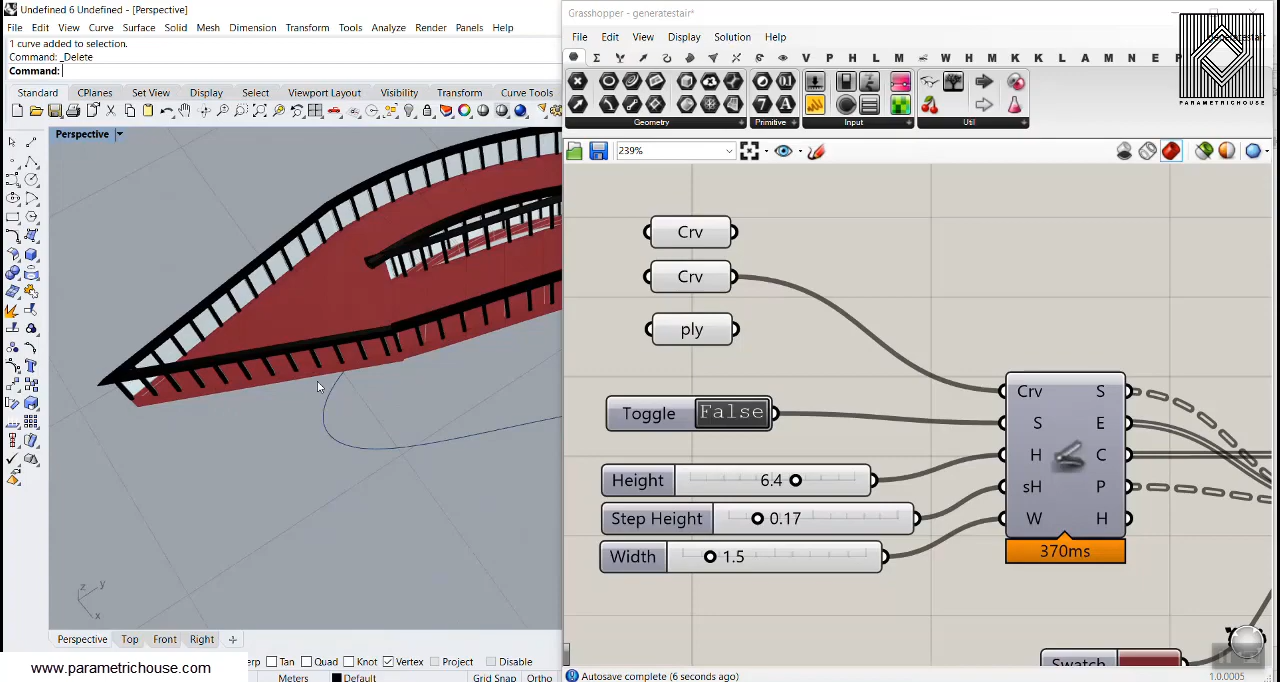 Undefined 6 Undefined - [Perspective]
File Edit View Curve Surface Solid Mesh Dimension Transform Tools Analyze Render Panels Help
1 curve added to selection.
Command: _Delete
Command:
Standard CPlanes Set View Display Select Viewport Layout Visibility Transform Curve Tools
Perspective
z y
x
Perspective Top Front Right
Tan Quad Knot Vertex Project Disable
Meters Default Grid Snap Ortho
www.parametrichouse.com
Grasshopper - generatestair*
File Edit View Display Solution Help
V P H L M W H M K K L A M N E P
PARAMETRICHOUSE
Geometry Primitive Input Util
239%
Crv
Crv
ply
Toggle False
Height 6.4
Step Height 0.17
Width 1.5
Crv S
S E
H C
sH P
W H
370ms
Swatch
Autosave complete (6 seconds ago)
1.0.0005